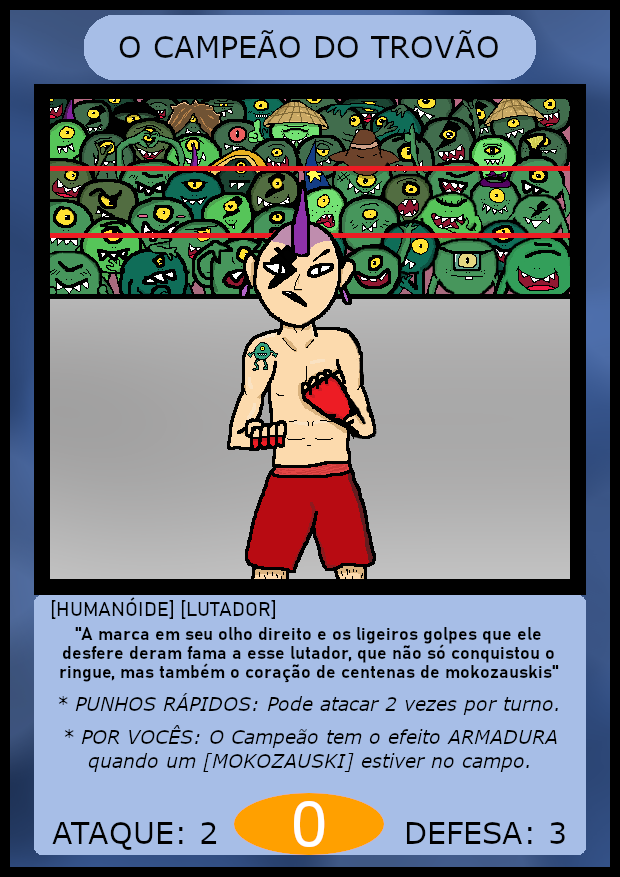 O CAMPEÃO DO TROVÃO
[HUMANÓIDE] [LUTADOR]
"A marca em seu olho direito e os ligeiros golpes que ele
desfere deram fama a esse lutador, que não só conquistou o
ringue, mas também o coração de centenas de mokozauskis"
* PUNHOS RÁPIDOS: Pode atacar 2 vezes por turno.
* POR VOCÊS: O Campeão tem o efeito ARMADURA
quando um [MOKOZAUSKI] estiver no campo.
ATAQUE: 2
0
DEFESA: 3